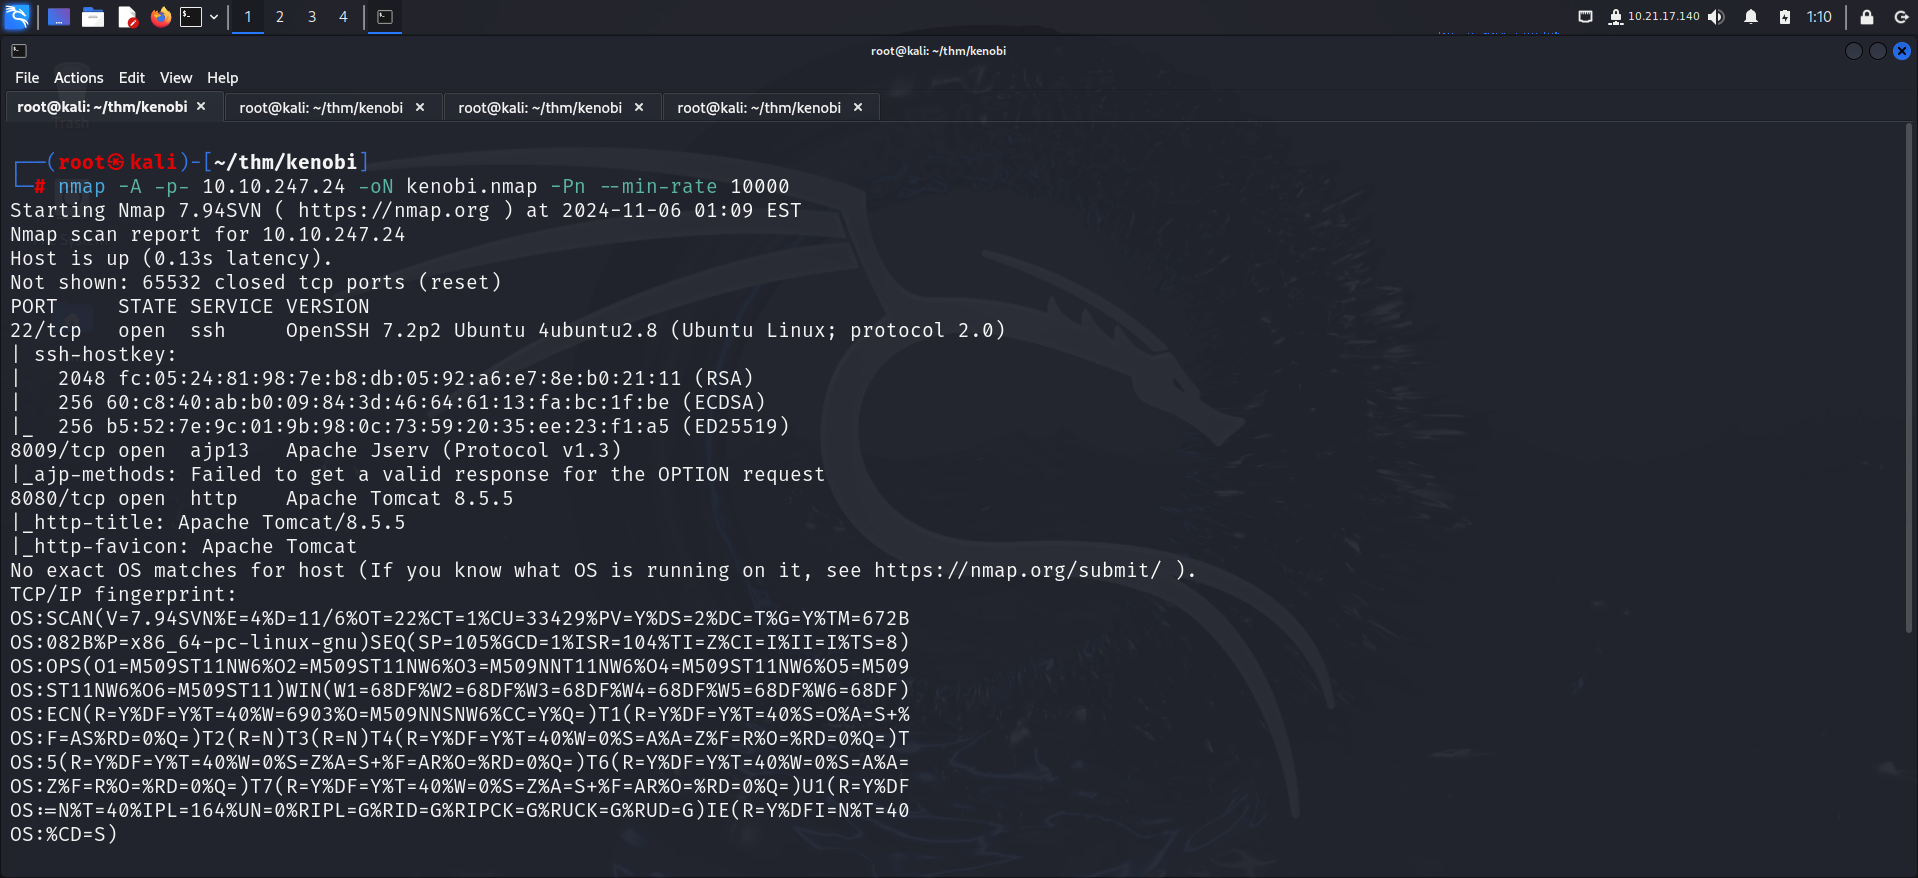 1 2 3 4 10.21.17.140 1:10
root@kali: ~/thm/kenobi
File Actions Edit View Help
root@kali: ~/thm/kenobi × root@kali: ~/thm/kenobi × root@kali: ~/thm/kenobi × root@kali: ~/thm/kenobi ×
Trash
┌──(root㉿kali)-[~/thm/kenobi]
└─# nmap -A -p- 10.10.247.24 -oN kenobi.nmap -Pn --min-rate 10000
Starting Nmap 7.94SVN ( https://nmap.org ) at 2024-11-06 01:09 EST
Nmap scan report for 10.10.247.24
Host is up (0.13s latency).
Not shown: 65532 closed tcp ports (reset)
PORT     STATE SERVICE VERSION
22/tcp   open  ssh     OpenSSH 7.2p2 Ubuntu 4ubuntu2.8 (Ubuntu Linux; protocol 2.0)
| ssh-hostkey:
|   2048 fc:05:24:81:98:7e:b8:db:05:92:a6:e7:8e:b0:21:11 (RSA)
|   256 60:c8:40:ab:b0:09:84:3d:46:64:61:13:fa:bc:1f:be (ECDSA)
|_  256 b5:52:7e:9c:01:9b:98:0c:73:59:20:35:ee:23:f1:a5 (ED25519)
8009/tcp open  ajp13   Apache Jserv (Protocol v1.3)
|_ajp-methods: Failed to get a valid response for the OPTION request
8080/tcp open  http    Apache Tomcat 8.5.5
|_http-title: Apache Tomcat/8.5.5
|_http-favicon: Apache Tomcat
No exact OS matches for host (If you know what OS is running on it, see https://nmap.org/submit/ ).
TCP/IP fingerprint:
OS:SCAN(V=7.94SVN%E=4%D=11/6%OT=22%CT=1%CU=33429%PV=Y%DS=2%DC=T%G=Y%TM=672B
OS:082B%P=x86_64-pc-linux-gnu)SEQ(SP=105%GCD=1%ISR=104%TI=Z%CI=I%II=I%TS=8)
OS:OPS(O1=M509ST11NW6%O2=M509ST11NW6%O3=M509NNT11NW6%O4=M509ST11NW6%O5=M509
OS:ST11NW6%O6=M509ST11)WIN(W1=68DF%W2=68DF%W3=68DF%W4=68DF%W5=68DF%W6=68DF)
OS:ECN(R=Y%DF=Y%T=40%W=6903%O=M509NNSNW6%CC=Y%Q=)T1(R=Y%DF=Y%T=40%S=O%A=S+%
OS:F=AS%RD=0%Q=)T2(R=N)T3(R=N)T4(R=Y%DF=Y%T=40%W=0%S=A%A=Z%F=R%O=%RD=0%Q=)T
OS:5(R=Y%DF=Y%T=40%W=0%S=Z%A=S+%F=AR%O=%RD=0%Q=)T6(R=Y%DF=Y%T=40%W=0%S=A%A=
OS:Z%F=R%O=%RD=0%Q=)T7(R=Y%DF=Y%T=40%W=0%S=Z%A=S+%F=AR%O=%RD=0%Q=)U1(R=Y%DF
OS:=N%T=40%IPL=164%UN=0%RIPL=G%RID=G%RIPCK=G%RUCK=G%RUD=G)IE(R=Y%DFI=N%T=40
OS:%CD=S)